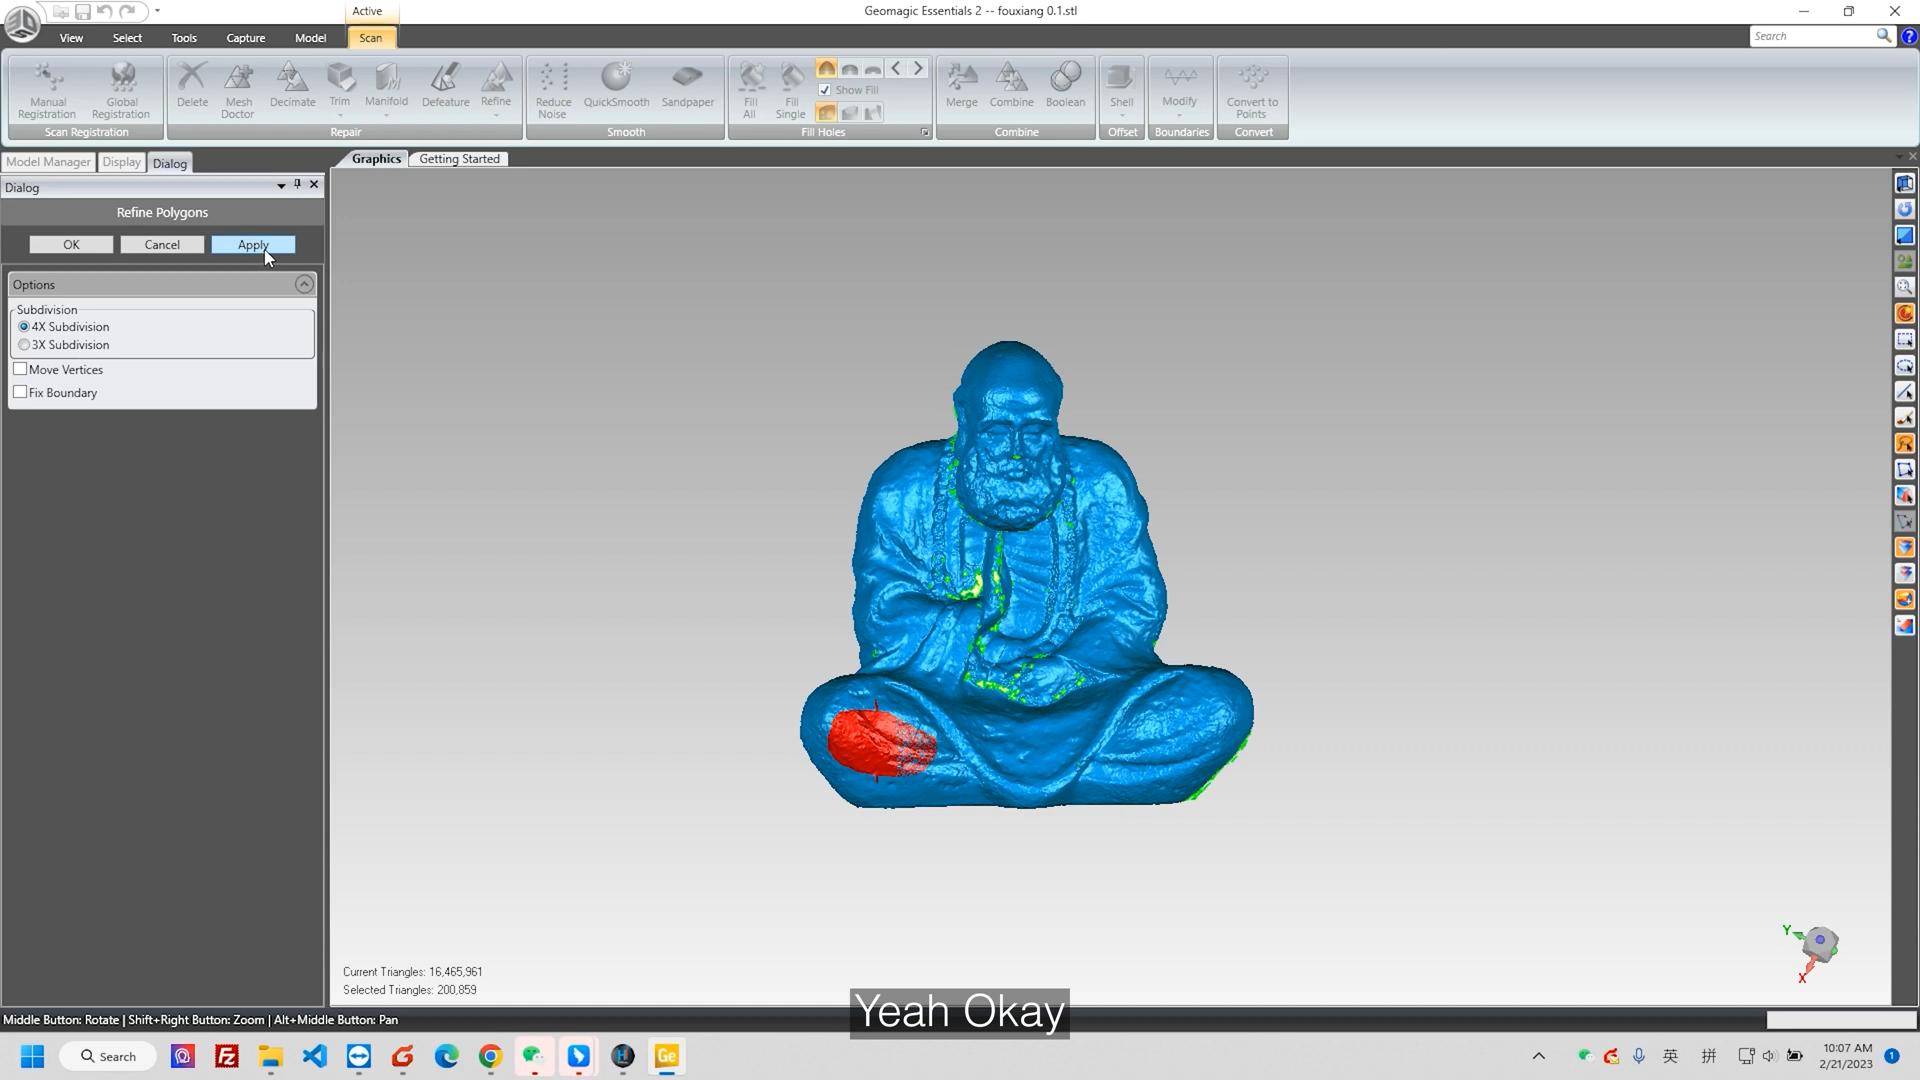 Active
Geomagic Essentials 2 -- fouxiang 0.1.stl
View Select Tools Capture Model Scan
Search
Manual Registration
Global Registration
Delete
Mesh Doctor
Decimate
Trim
Manifold
Defeature
Refine
Reduce Noise
QuickSmooth
Sandpaper
Fill All
Fill Single
Show Fill
Merge
Combine
Boolean
Shell
Modify
Convert to Points
Scan Registration
Repair
Smooth
Fill Holes
Combine
Offset
Boundaries
Convert
Model Manager Display Dialog
Graphics Getting Started
Dialog
Refine Polygons
OK Cancel Apply
Options
Subdivision
4X Subdivision
3X Subdivision
Move Vertices
Fix Boundary
Y
X
Current Triangles: 16,465,961
Selected Triangles: 200,859
Yeah Okay
Middle Button: Rotate | Shift+Right Button: Zoom | Alt+Middle Button: Pan
Search
Ge
英
拼
10:07 AM
2/21/2023
1